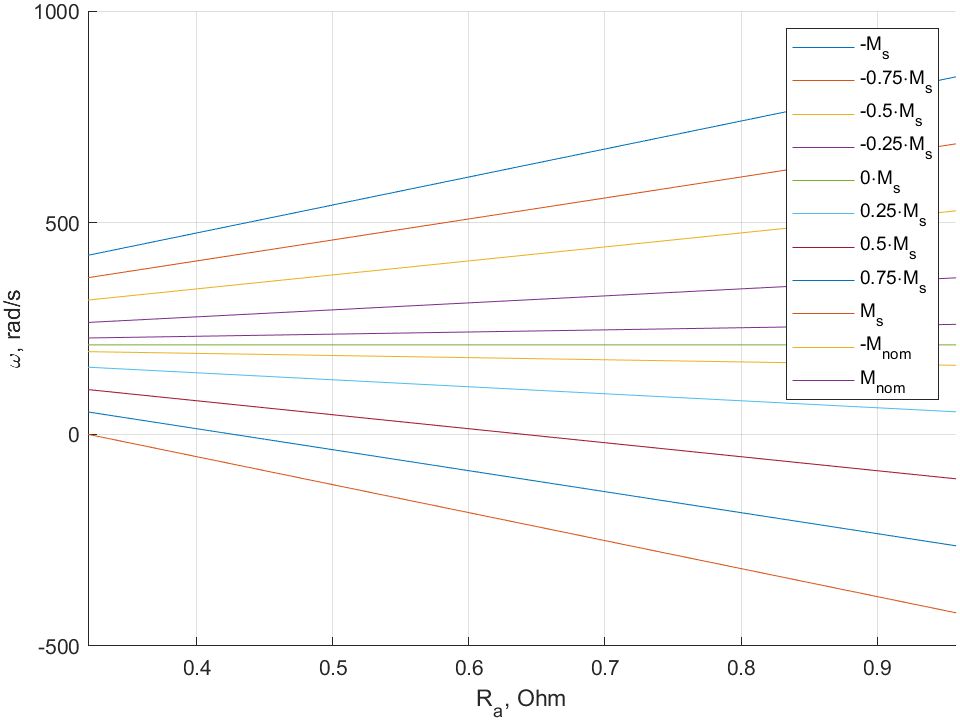 1000
500
0
-500
ω, rad/s
0.4 0.5 0.6 0.7 0.8 0.9
R_a, Ohm
-M_s
-0.75·M_s
-0.5·M_s
-0.25·M_s
0·M_s
0.25·M_s
0.5·M_s
0.75·M_s
M_s
-M_nom
M_nom